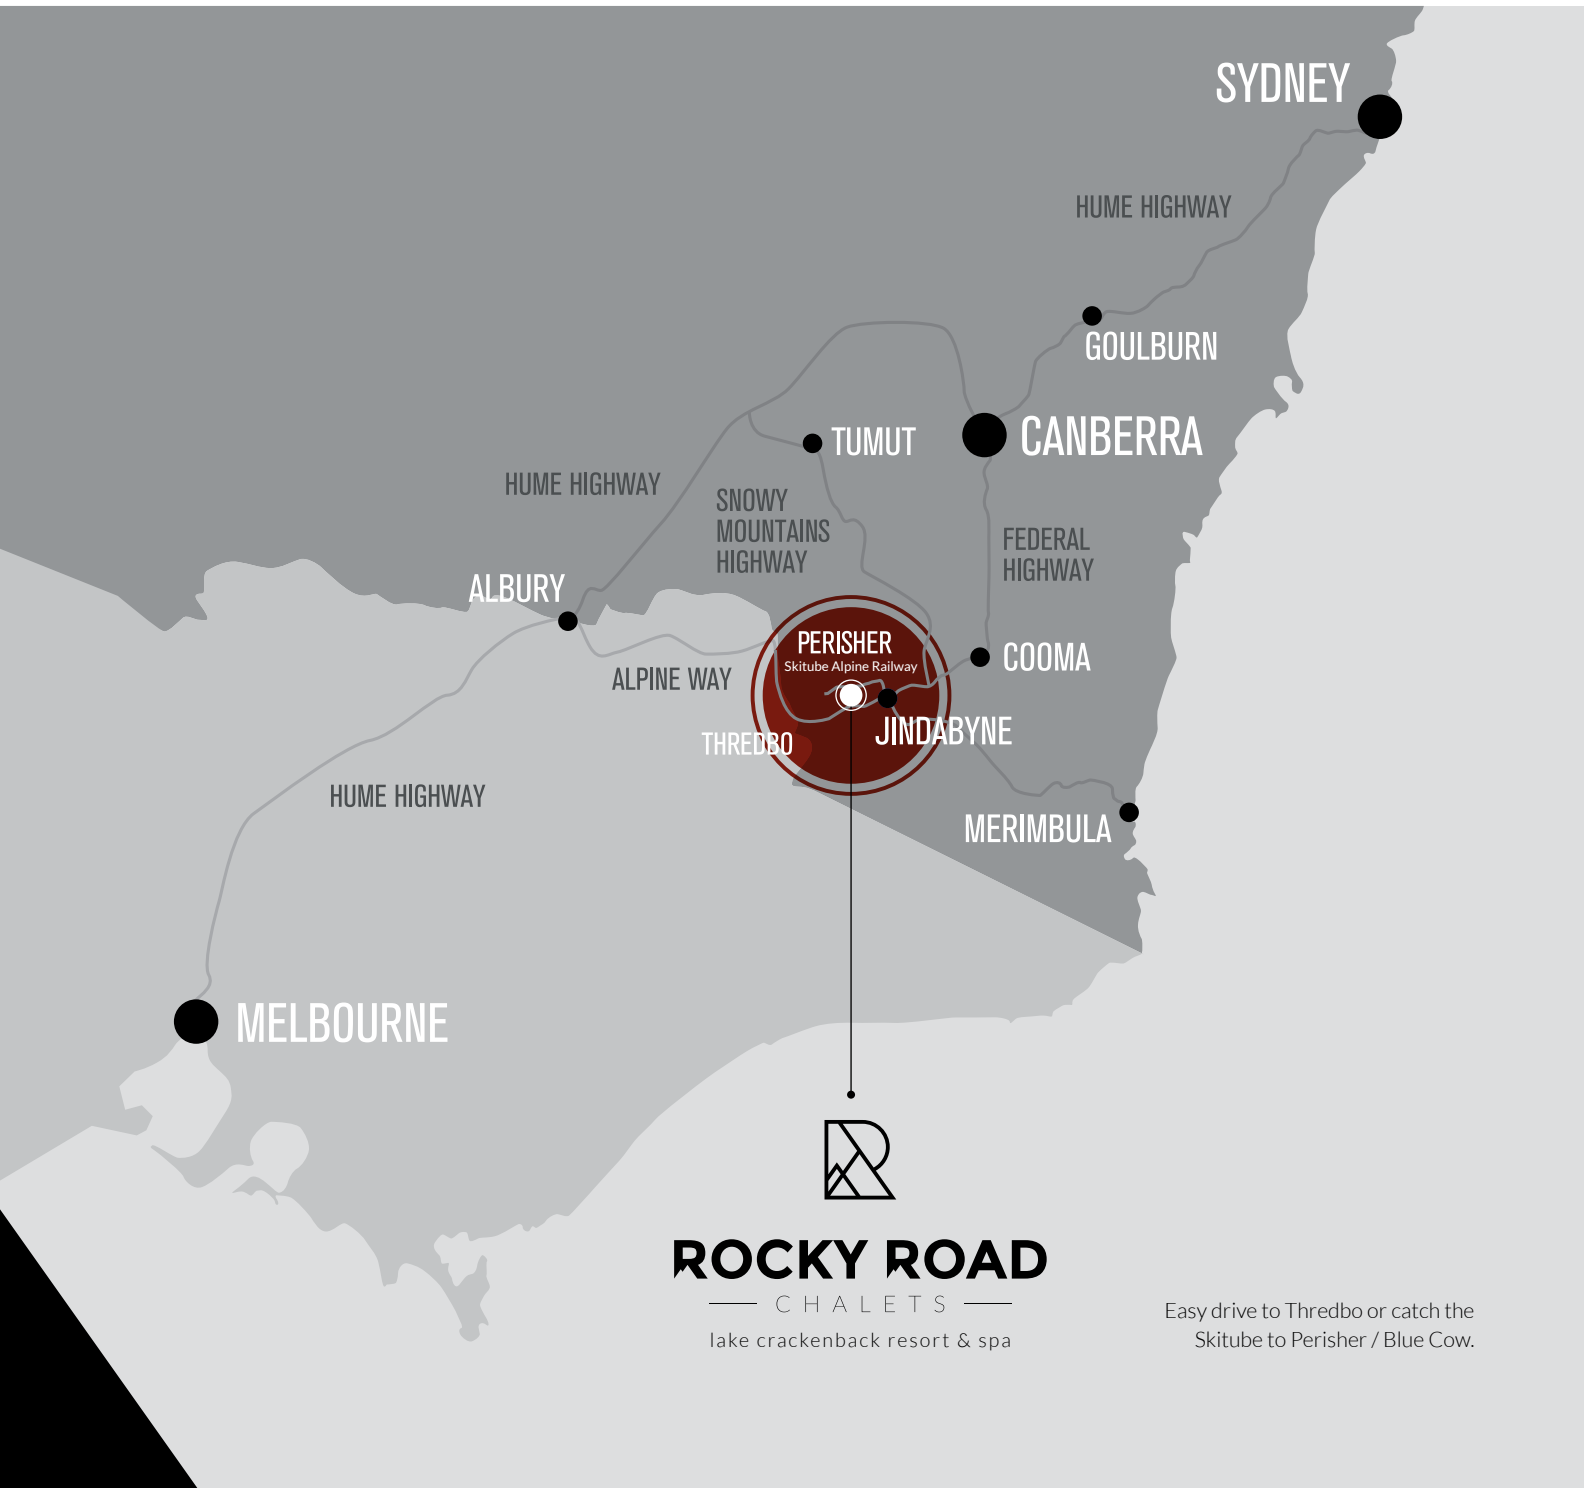 SYDNEY
HUME HIGHWAY
GOULBURN
CANBERRA
TUMUT
HUME HIGHWAY
SNOWY
MOUNTAINS
HIGHWAY
FEDERAL
HIGHWAY
ALBURY
PERISHER
Skitube Alpine Railway
COOMA
ALPINE WAY
JINDABYNE
THREDBO
HUME HIGHWAY
MERIMBULA
MELBOURNE
R
ROCKY ROAD
CHALETS
lake crackenback resort & spa
Easy drive to Thredbo or catch the
Skitube to Perisher / Blue Cow.